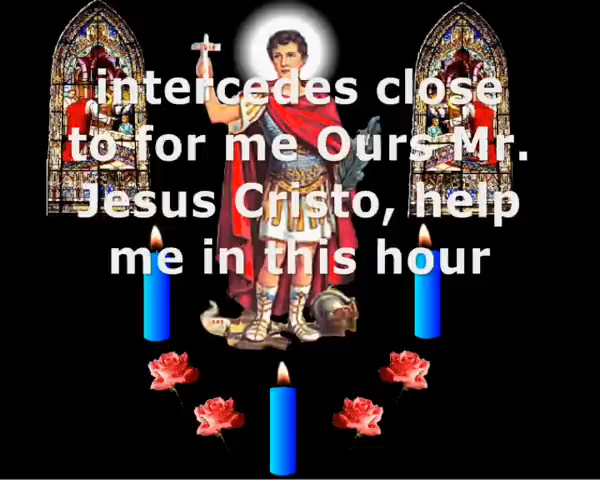 intercedes close
to for me Ours Mr.
Jesus Cristo, help
me in this hour